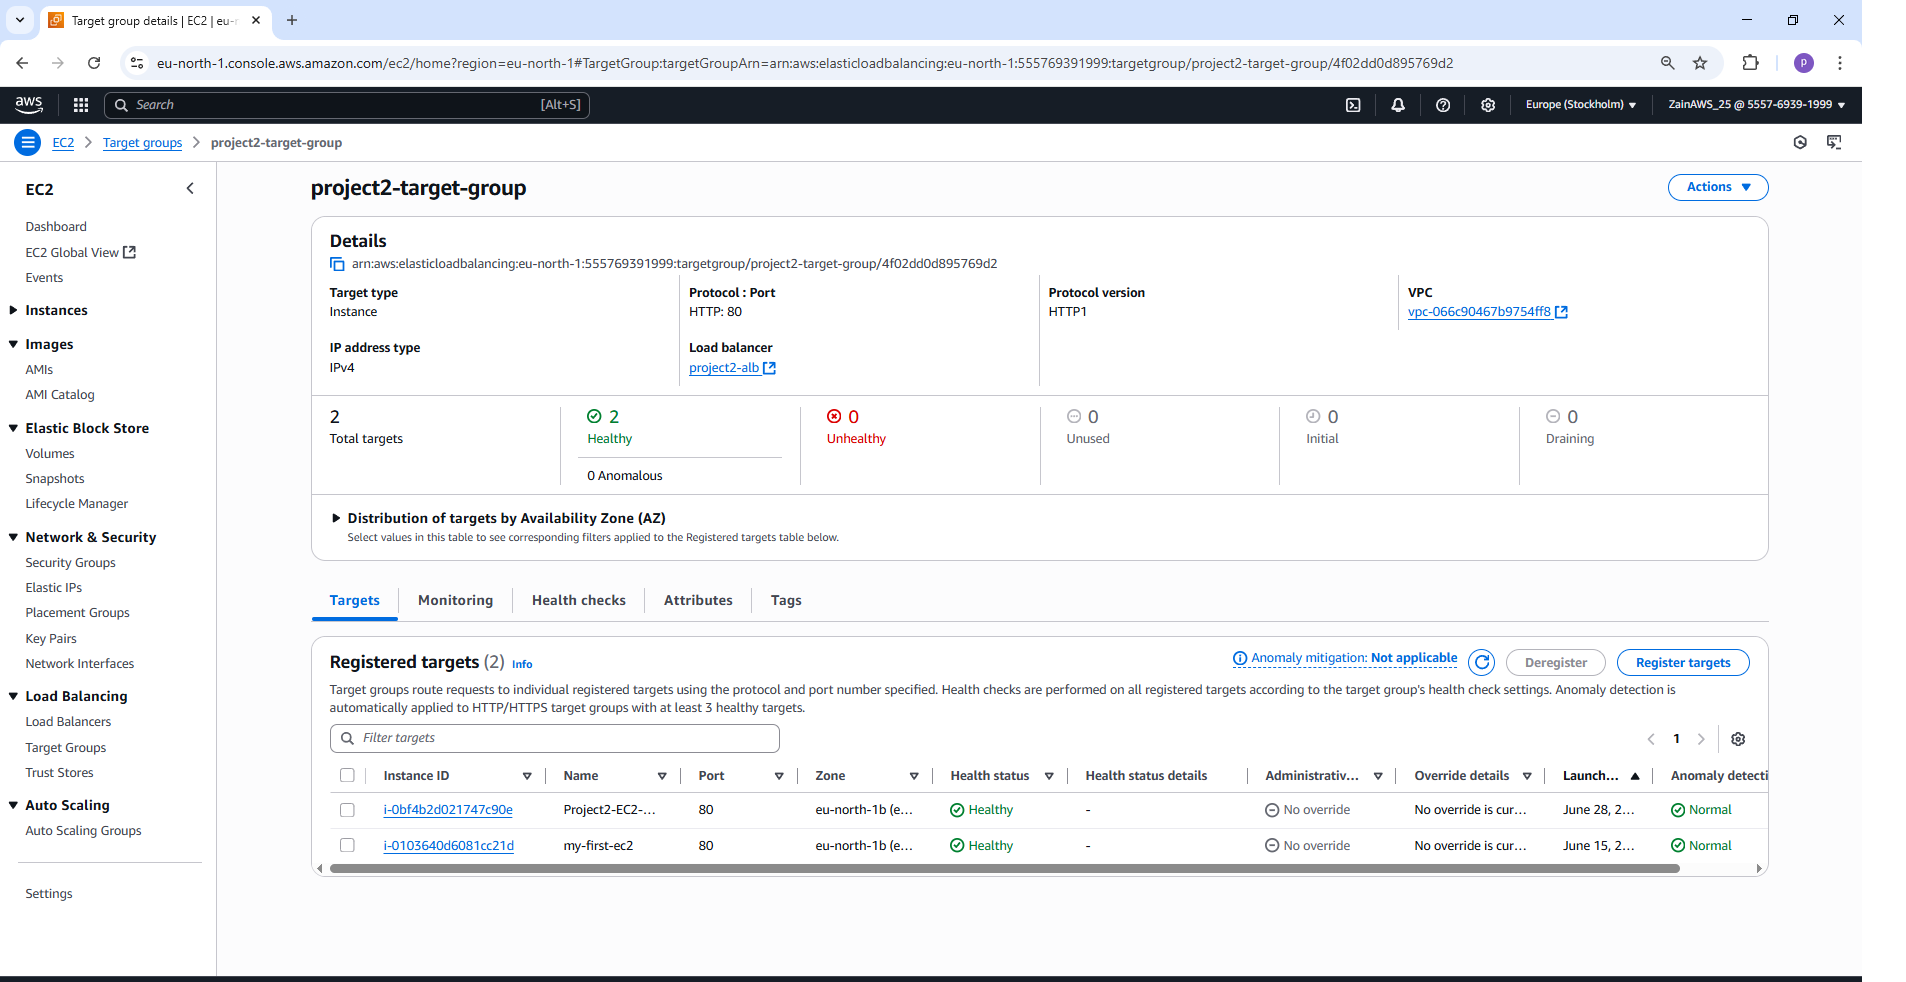 Target group details | EC2 | eu-n
eu-north-1.console.aws.amazon.com/ec2/home?region=eu-north-1#TargetGroup:targetGroupArn=arn:aws:elasticloadbalancing:eu-north-1:555769391999:targetgroup/project2-target-group/4f02dd0d895769d2
P
aws
Search [Alt+S]
Europe (Stockholm)
ZainAWS_25 @ 5557-6939-1999
EC2 > Target groups > project2-target-group
EC2
Dashboard
EC2 Global View
Events
Instances
Images
AMIs
AMI Catalog
Elastic Block Store
Volumes
Snapshots
Lifecycle Manager
Network & Security
Security Groups
Elastic IPs
Placement Groups
Key Pairs
Network Interfaces
Load Balancing
Load Balancers
Target Groups
Trust Stores
Auto Scaling
Auto Scaling Groups
Settings
project2-target-group
Actions
Details
arn:aws:elasticloadbalancing:eu-north-1:555769391999:targetgroup/project2-target-group/4f02dd0d895769d2
Target type
Instance
Protocol : Port
HTTP: 80
Protocol version
HTTP1
VPC
vpc-066c90467b9754ff8
IP address type
IPv4
Load balancer
project2-alb
2
Total targets
2
Healthy
0 Anomalous
0
Unhealthy
0
Unused
0
Initial
0
Draining
Distribution of targets by Availability Zone (AZ)
Select values in this table to see corresponding filters applied to the Registered targets table below.
Targets Monitoring Health checks Attributes Tags
Registered targets (2) Info
Anomaly mitigation: Not applicable
Deregister
Register targets
Target groups route requests to individual registered targets using the protocol and port number specified. Health checks are performed on all registered targets according to the target group's health check settings. Anomaly detection is
automatically applied to HTTP/HTTPS target groups with at least 3 healthy targets.
Filter targets
1
Instance ID Name Port Zone Health status Health status details Administrativ... Override details Launch... Anomaly detecti
i-0bf4b2d021747c90e Project2-EC2-... 80 eu-north-1b (e... Healthy - No override No override is cur... June 28, 2... Normal
i-0103640d6081cc21d my-first-ec2 80 eu-north-1b (e... Healthy - No override No override is cur... June 15, 2... Normal